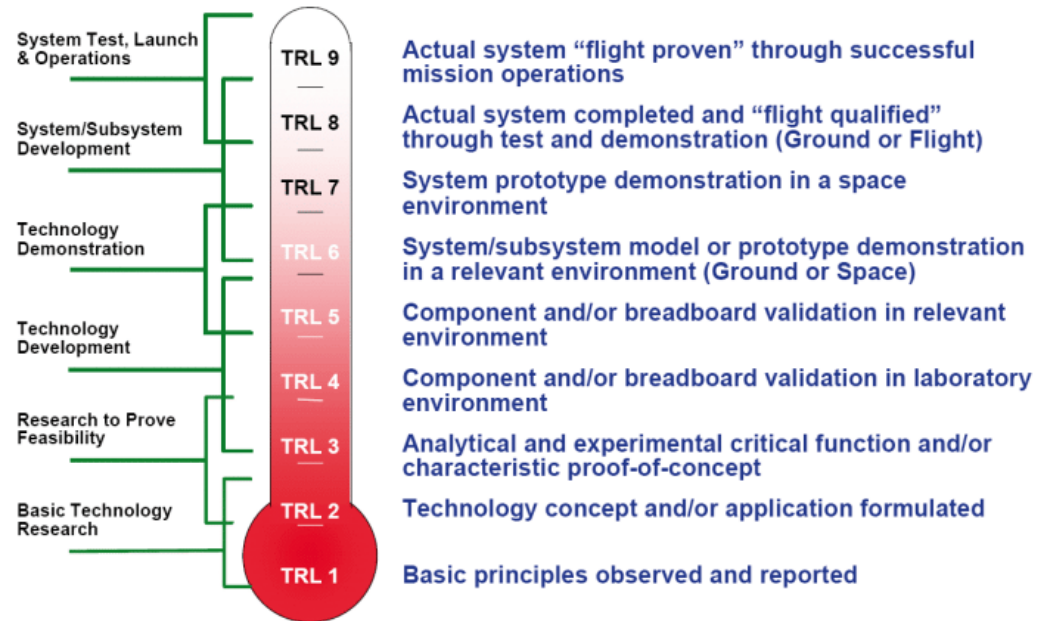 System Test, Launch
& Operations
System/Subsystem
Development
Technology
Demonstration
Technology
Development
Research to Prove
Feasibility
Basic Technology
Research
TRL 9
TRL 8
TRL 7
TRL 6
TRL 5
TRL 4
TRL 3
TRL 2
TRL 1
Actual system “flight proven” through successful
mission operations
Actual system completed and “flight qualified”
through test and demonstration (Ground or Flight)
System prototype demonstration in a space
environment
System/subsystem model or prototype demonstration
in a relevant environment (Ground or Space)
Component and/or breadboard validation in relevant
environment
Component and/or breadboard validation in laboratory
environment
Analytical and experimental critical function and/or
characteristic proof-of-concept
Technology concept and/or application formulated
Basic principles observed and reported